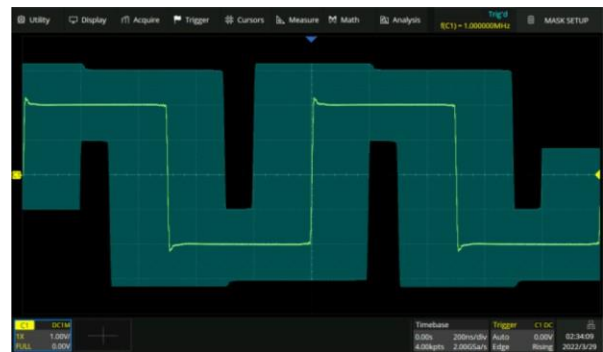 Utility Display Acquire Trigger Cursors Measure Math Analysis Trig'd MASK SETUP
f(C1) = 1.000000MHz
C1
C1 DC1M Timebase Trigger C1 DC
1X 1.00V/ 0.00s 200ns/div Auto 0.00V 02:34:09
FULL 0.00V 4.00kpts 2.00GSa/s Edge Rising 2022/3/29